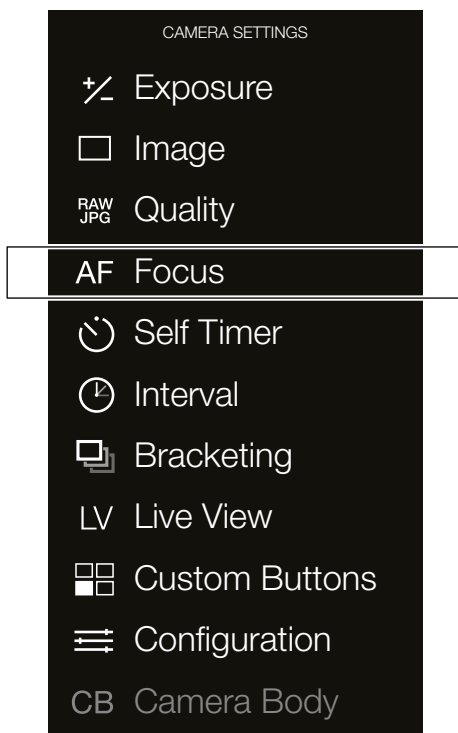 CAMERA SETTINGS
+/- Exposure
Image
RAW
JPG Quality
AF Focus
Self Timer
Interval
Bracketing
LV Live View
Custom Buttons
Configuration
CB Camera Body